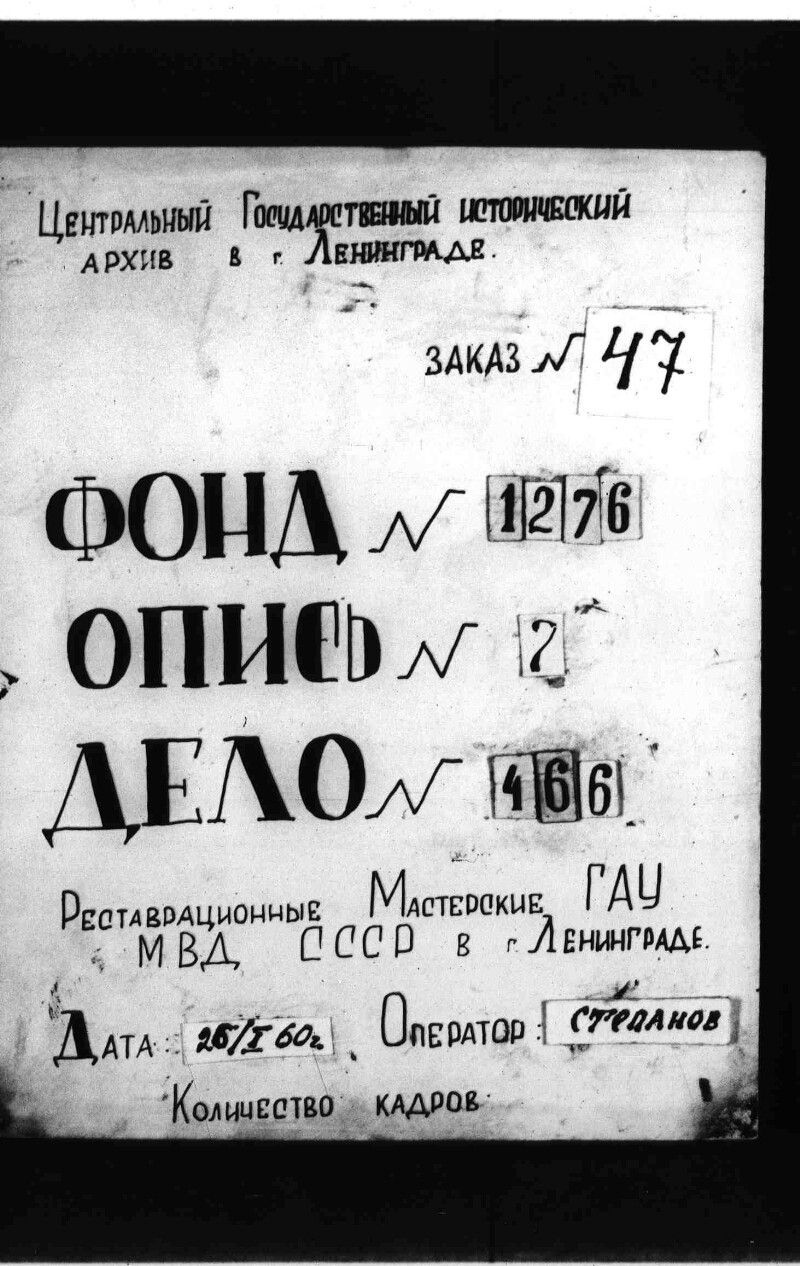 Центральный Государственный исторический
архив в г. Ленинграде.
ЗАКАЗ № 47
ФОНД № 1276
ОПИСЬ № 7
ДЕЛО № 466
Реставрационные Мастерские ГАУ
МВД СССР в г. Ленинграде.
Дата: 26/I 60г. Оператор: Степанов
Количество кадров